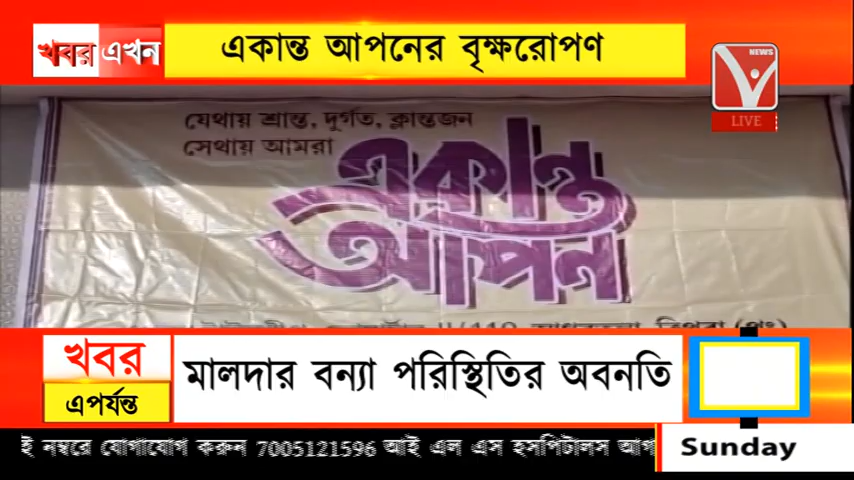 খবর এখন
একান্ত আপনের বৃক্ষরোপণ
NEWS
V
LIVE
যেথায় শ্রান্ত, দুর্গত, ক্লান্তজন
সেথায় আমরা
একান্ত
আপন
খবর
এপর্যন্ত
মালদার বন্যা পরিস্থিতির অবনতি
ই নম্বরে যোগাযোগ করুন 7005121596 আই এল এস হসপিটালস আগ
Sunday